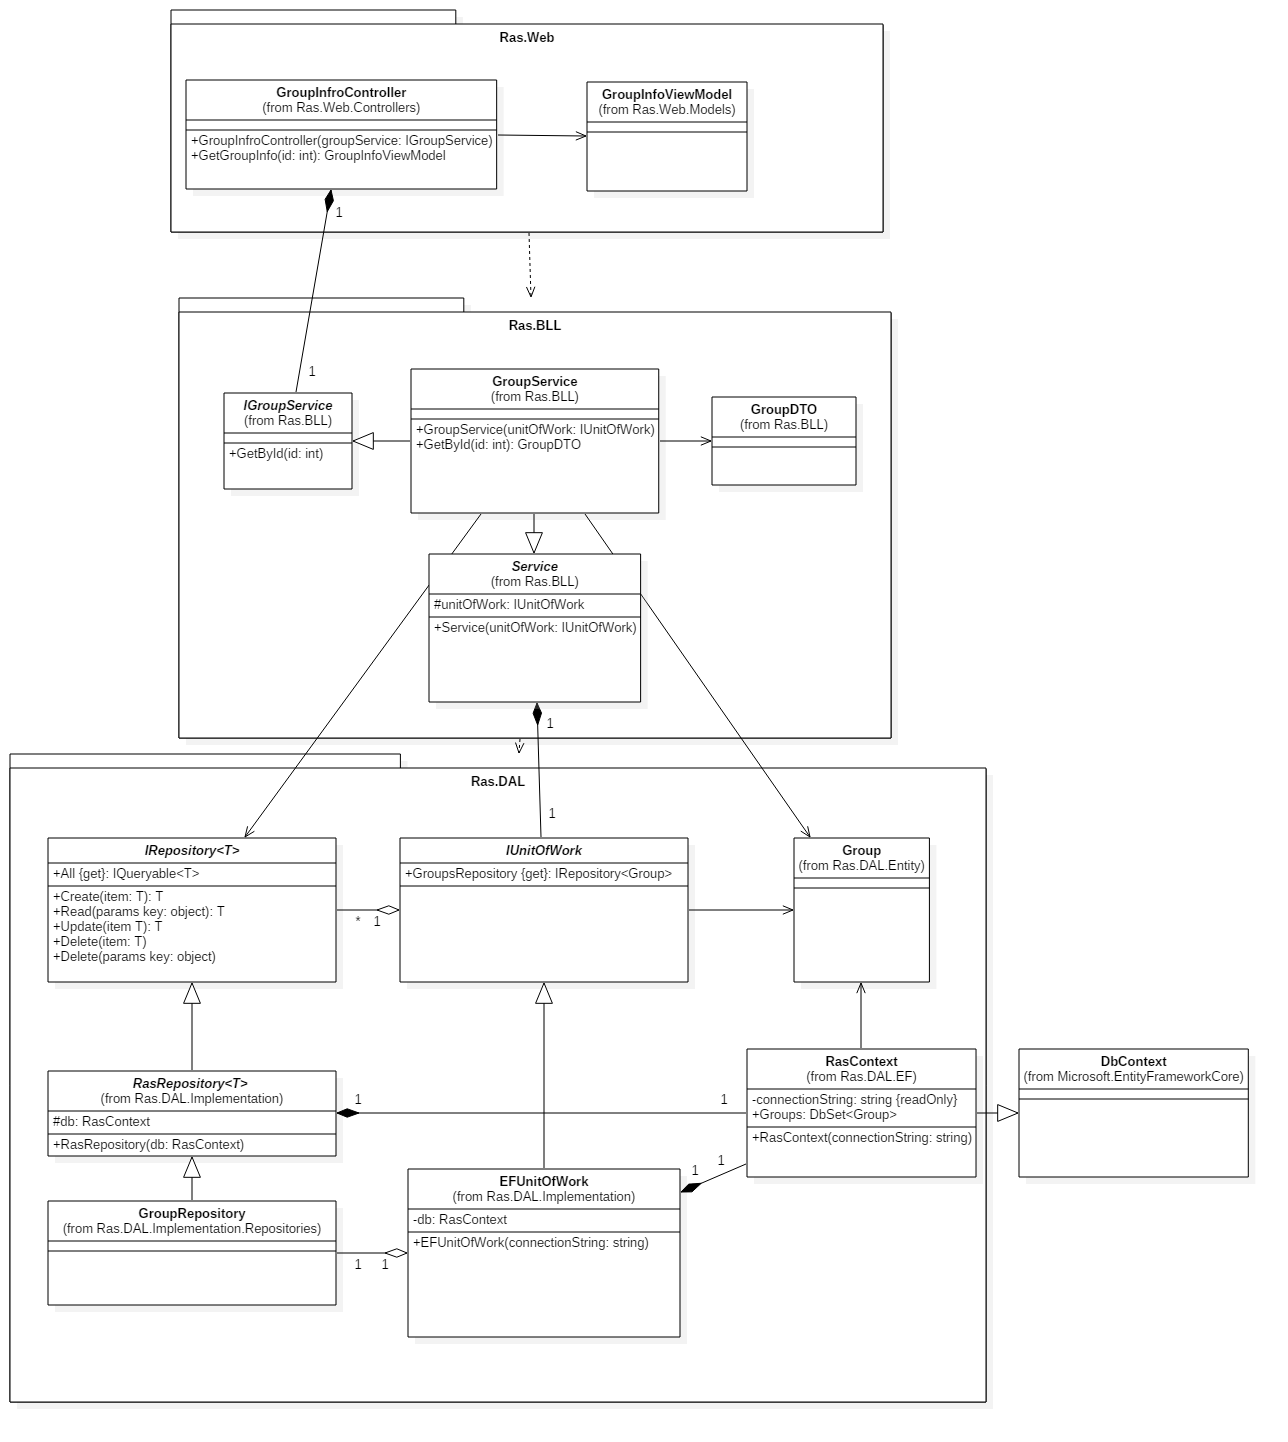 Ras.Web
GroupInfroController
(from Ras.Web.Controllers)
+GroupInfroController(groupService: IGroupService)
+GetGroupInfo(id: int): GroupInfoViewModel
GroupInfoViewModel
(from Ras.Web.Models)
1
Ras.BLL
1
IGroupService
(from Ras.BLL)
+GetById(id: int)
GroupService
(from Ras.BLL)
+GroupService(unitOfWork: IUnitOfWork)
+GetById(id: int): GroupDTO
GroupDTO
(from Ras.BLL)
Service
(from Ras.BLL)
#unitOfWork: IUnitOfWork
+Service(unitOfWork: IUnitOfWork)
1
Ras.DAL
1
IRepository<T>
+All {get}: IQueryable<T>
+Create(item: T): T
+Read(params key: object): T
+Update(item T): T
+Delete(item: T)
+Delete(params key: object)
* 1
IUnitOfWork
+GroupsRepository {get}: IRepository<Group>
Group
(from Ras.DAL.Entity)
RasRepository<T>
(from Ras.DAL.Implementation)
#db: RasContext
+RasRepository(db: RasContext)
1 1
RasContext
(from Ras.DAL.EF)
-connectionString: string {readOnly}
+Groups: DbSet<Group>
+RasContext(connectionString: string)
DbContext
(from Microsoft.EntityFrameworkCore)
1 1
EFUnitOfWork
(from Ras.DAL.Implementation)
-db: RasContext
+EFUnitOfWork(connectionString: string)
GroupRepository
(from Ras.DAL.Implementation.Repositories)
1 1